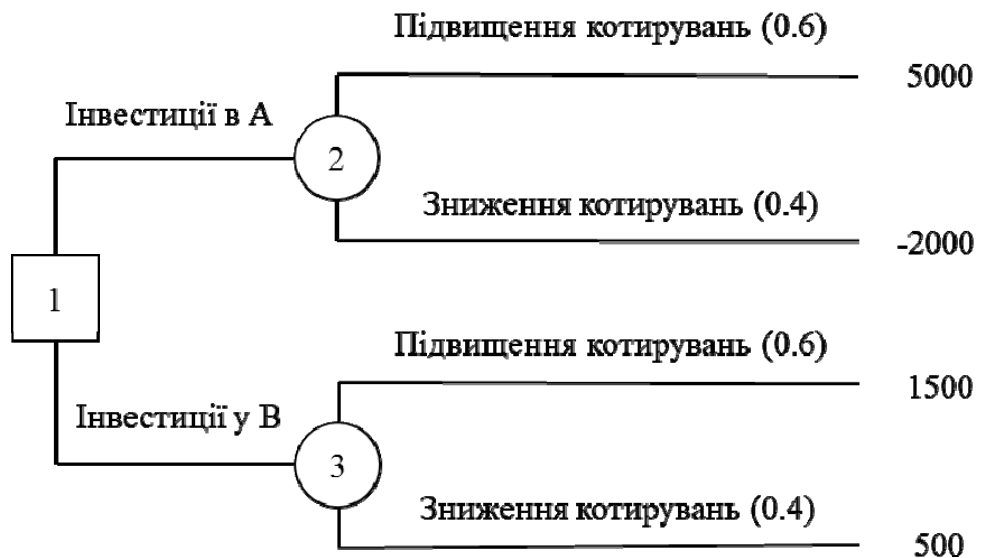 Підвищення котирувань (0.6)
5000
Інвестиції в А
2
Зниження котирувань (0.4)
-2000
1
Підвищення котирувань (0.6)
1500
Інвестиції у В
3
Зниження котирувань (0.4)
500